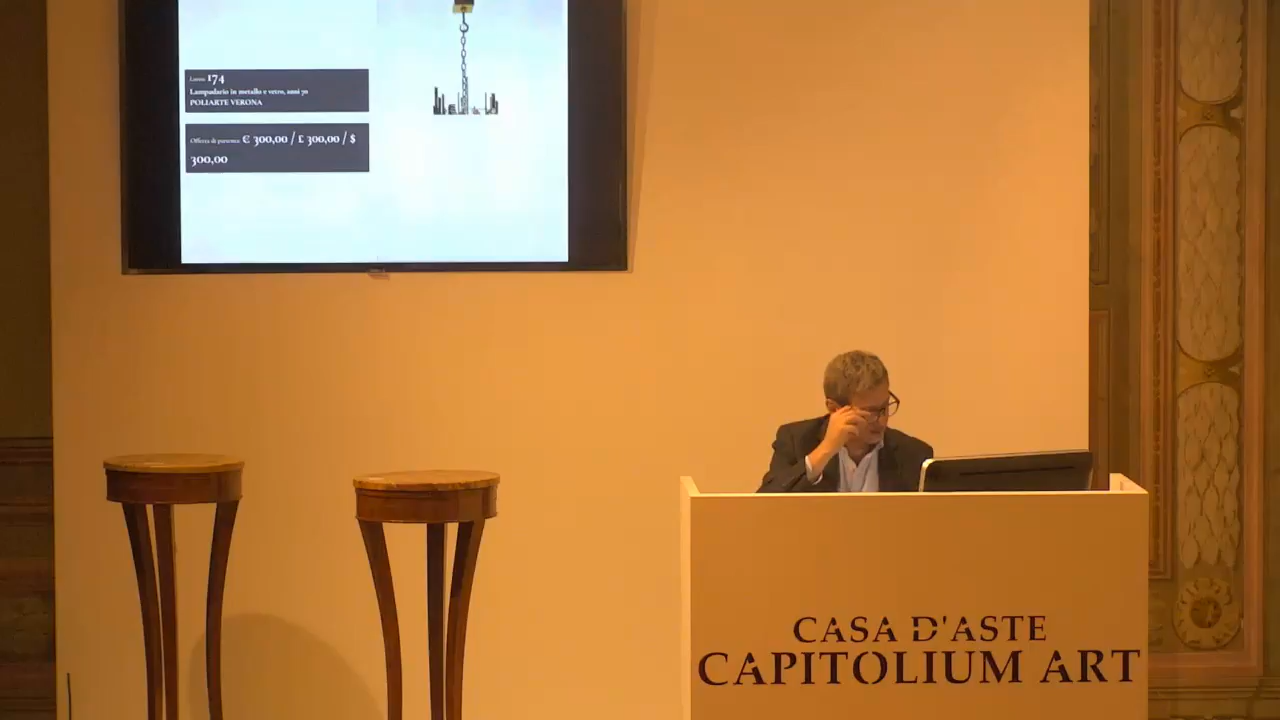 Lotto: 174
Lampadario in metallo e vetro, anni 70
POLIARTE VERONA
Offerta di partenza: € 300,00 / £ 300,00 / $
300,00
CASA D'ASTE
CAPITOLIUM ART